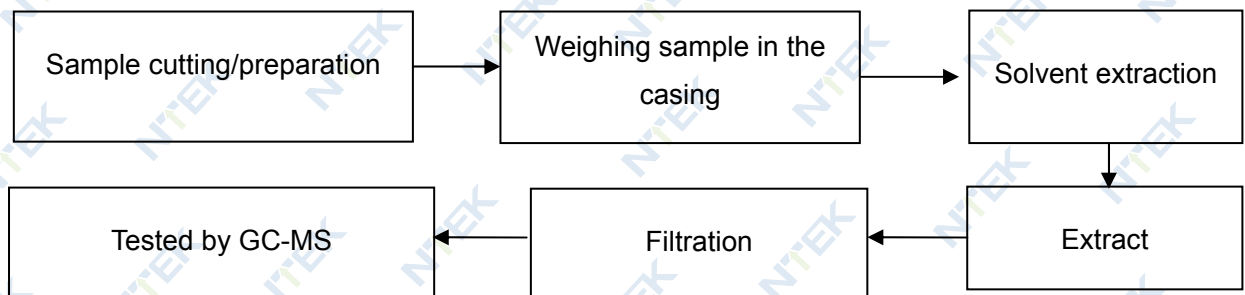 Sample cutting/preparation
Weighing sample in the
casing
Solvent extraction
Extract
Filtration
Tested by GC-MS